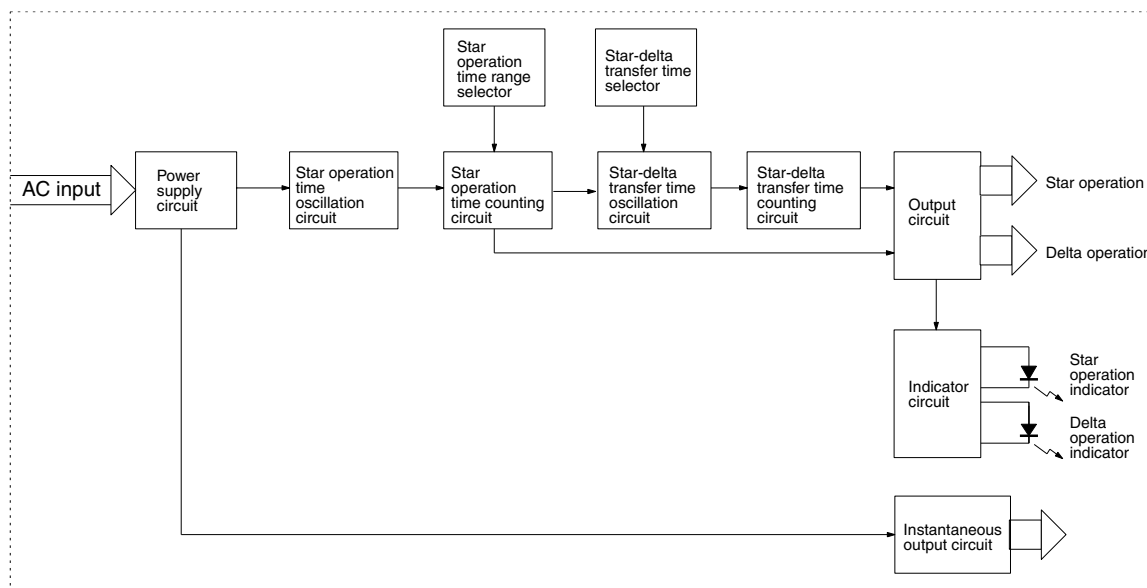 Star
operation
time range
selector
Star-delta
transfer time
selector
AC input
Power
supply
circuit
Star operation
time
oscillation circuit
Star
operation
time counting
circuit
Star-delta
transfer time
oscillation circuit
Star-delta
transfer time
counting
circuit
Output
circuit
Star operation
Delta operation
Indicator
circuit
Star
operation
indicator
Delta
operation
indicator
Instantaneous
output circuit